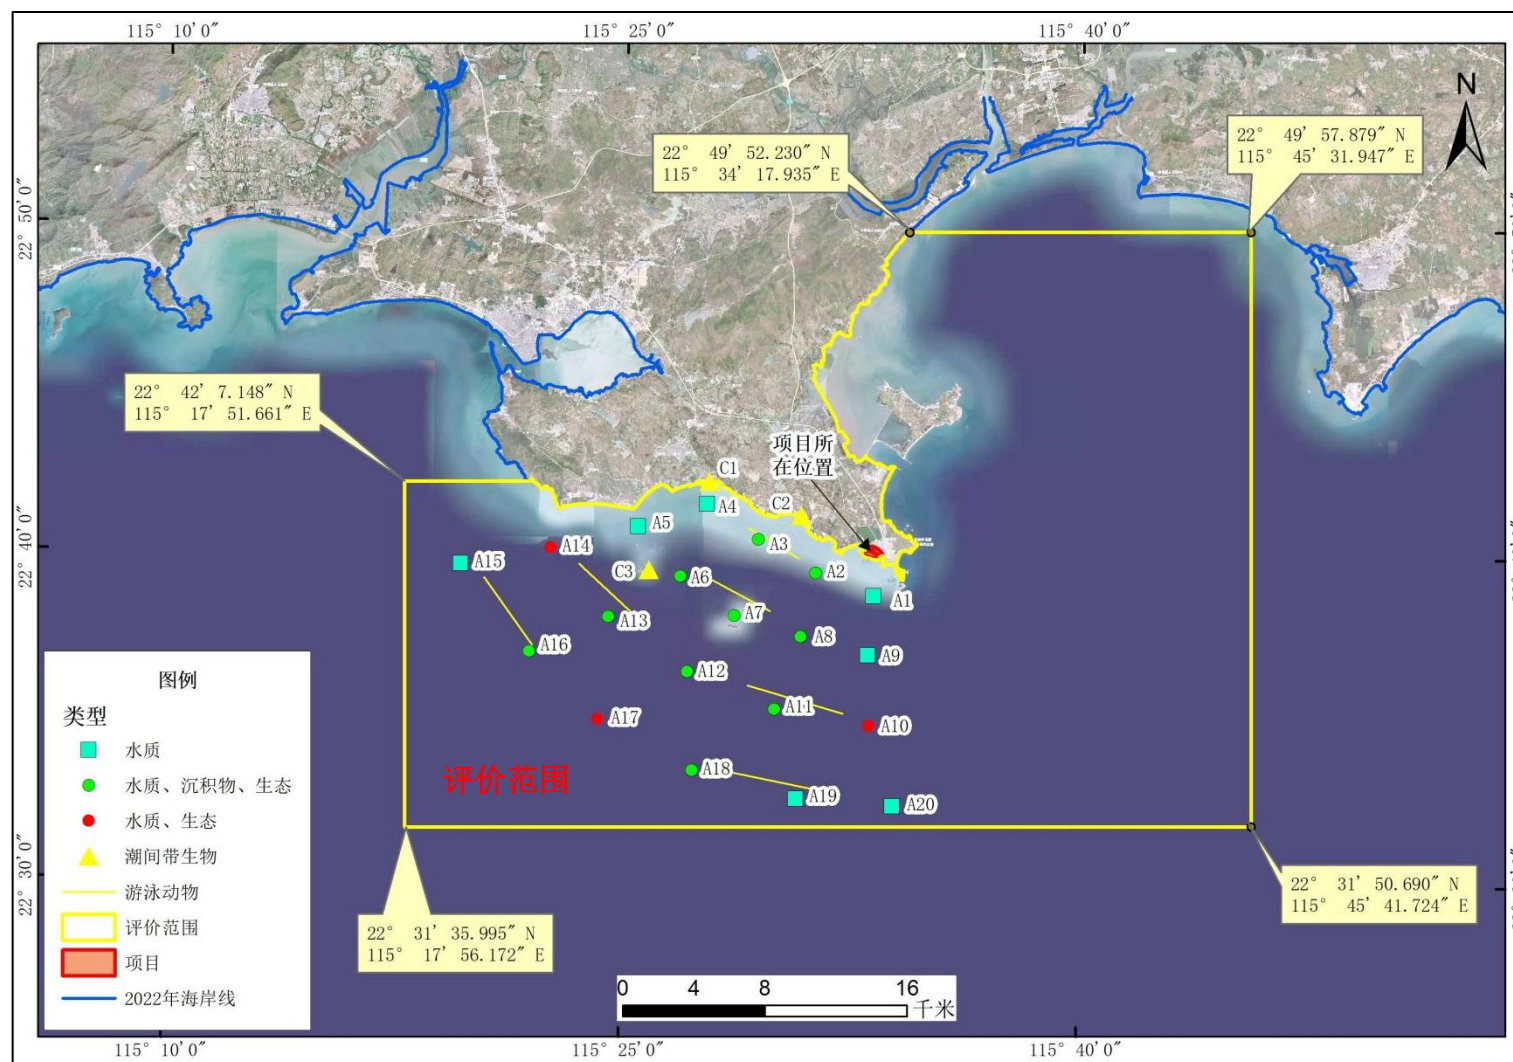 115° 10′0″
115° 25′0″
115° 40′0″
N
22° 49′ 52.230″ N
115° 34′ 17.935″ E
22° 49′ 57.879″ N
115° 45′ 31.947″ E
22° 50′0″
22° 42′ 7.148″ N
115° 17′ 51.661″ E
项目所
在位置
C1
A4
C2
A5
A3
22° 40′0″
A14
A15
C3
A6
A2
A1
A13
A7
A8
A16
A9
A12
A11
A17
A10
A18
A19
A20
评价范围
图例
类型
水质
水质、沉积物、生态
水质、生态
潮间带生物
游泳动物
评价范围
项目
2022年海岸线
22° 30′0″
22° 31′ 35.995″ N
115° 17′ 56.172″ E
22° 31′ 50.690″ N
115° 45′ 41.724″ E
0 4 8 16
千米
115° 10′0″
115° 25′0″
115° 40′0″